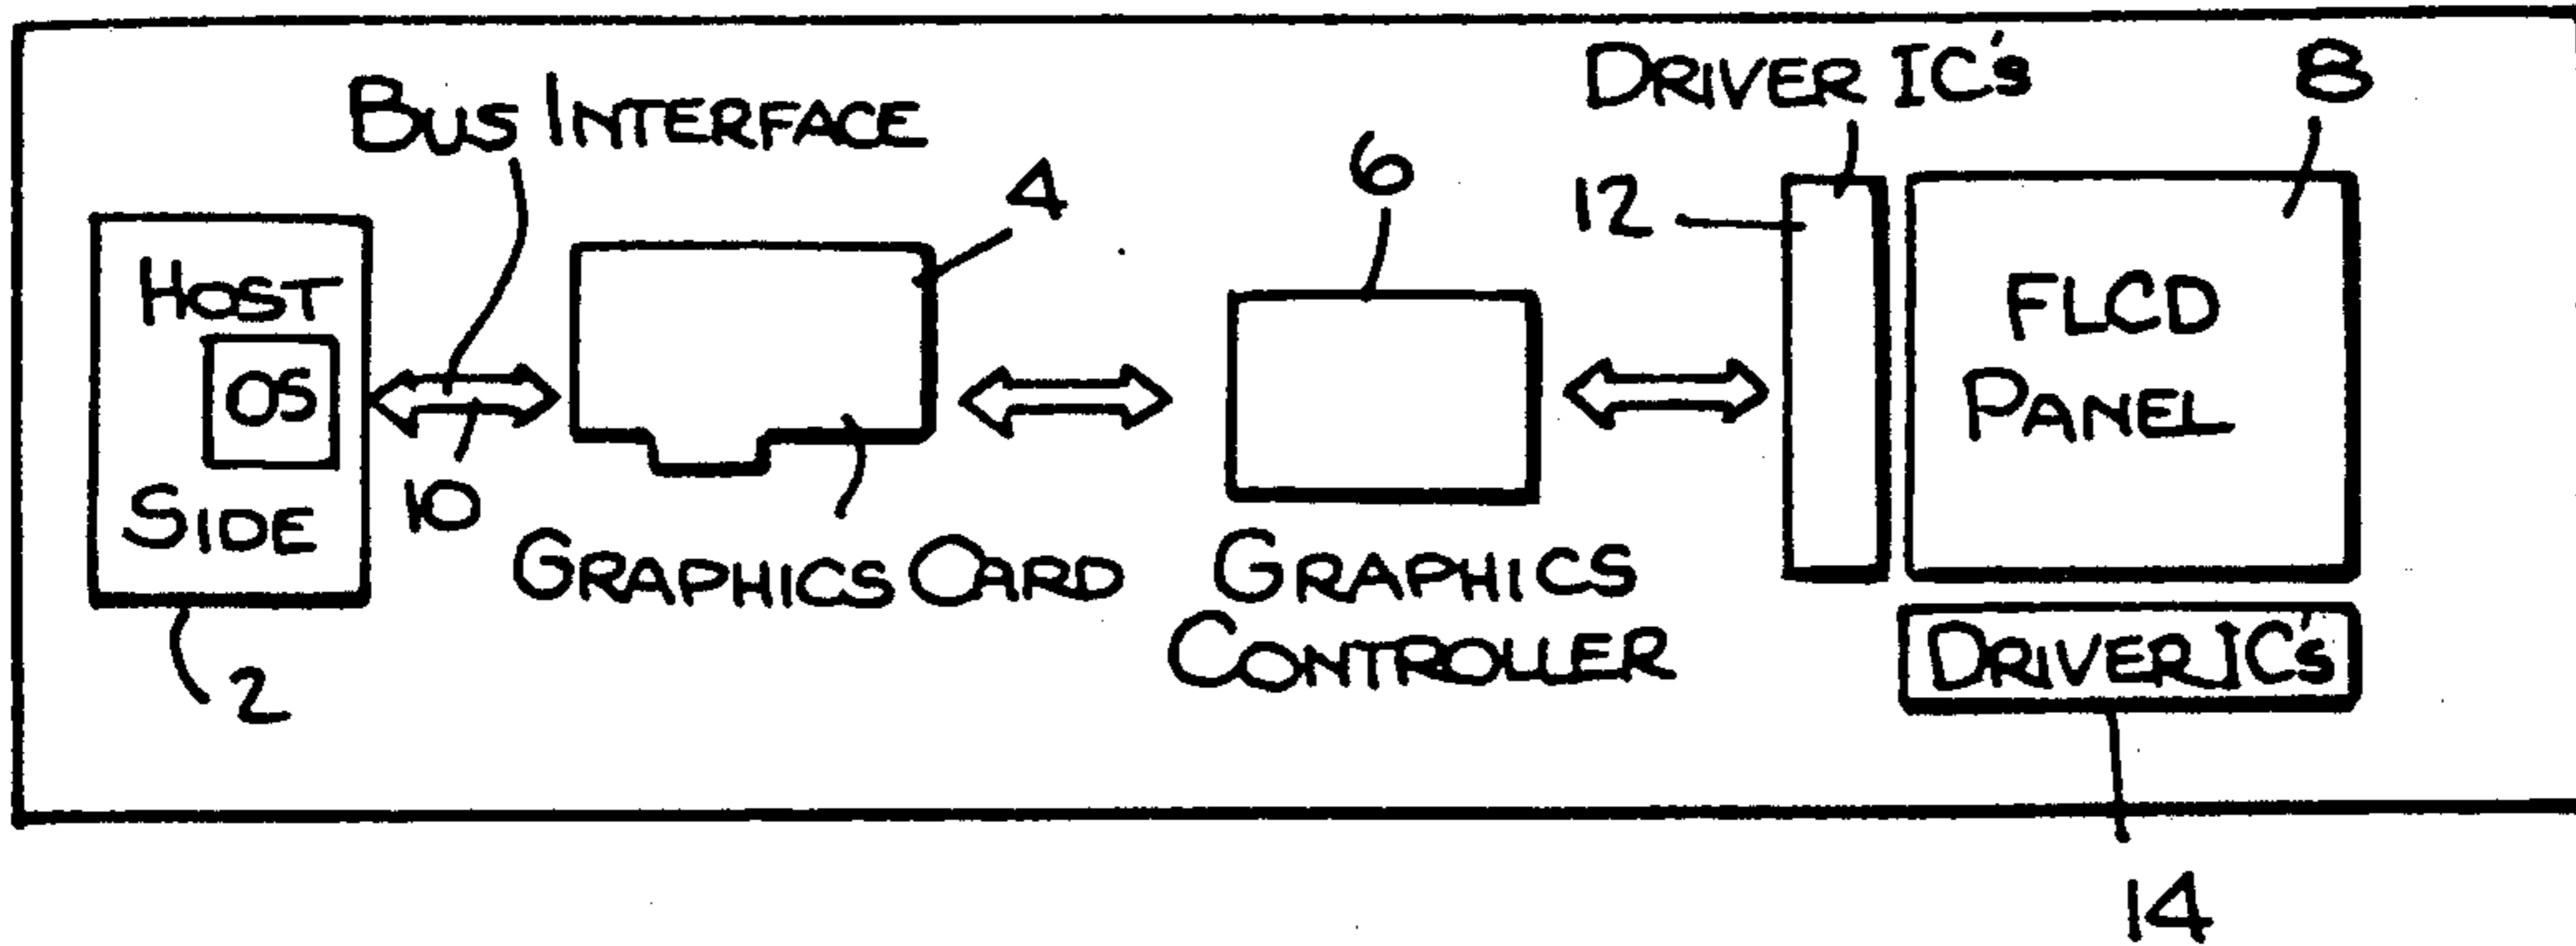 DRIVER IC's
8
BUS INTERFACE
4
6
12
HOST
OS
SIDE
FLCD
PANEL
10
GRAPHICS CARD
GRAPHICS
CONTROLLER
DRIVER IC's
2
14